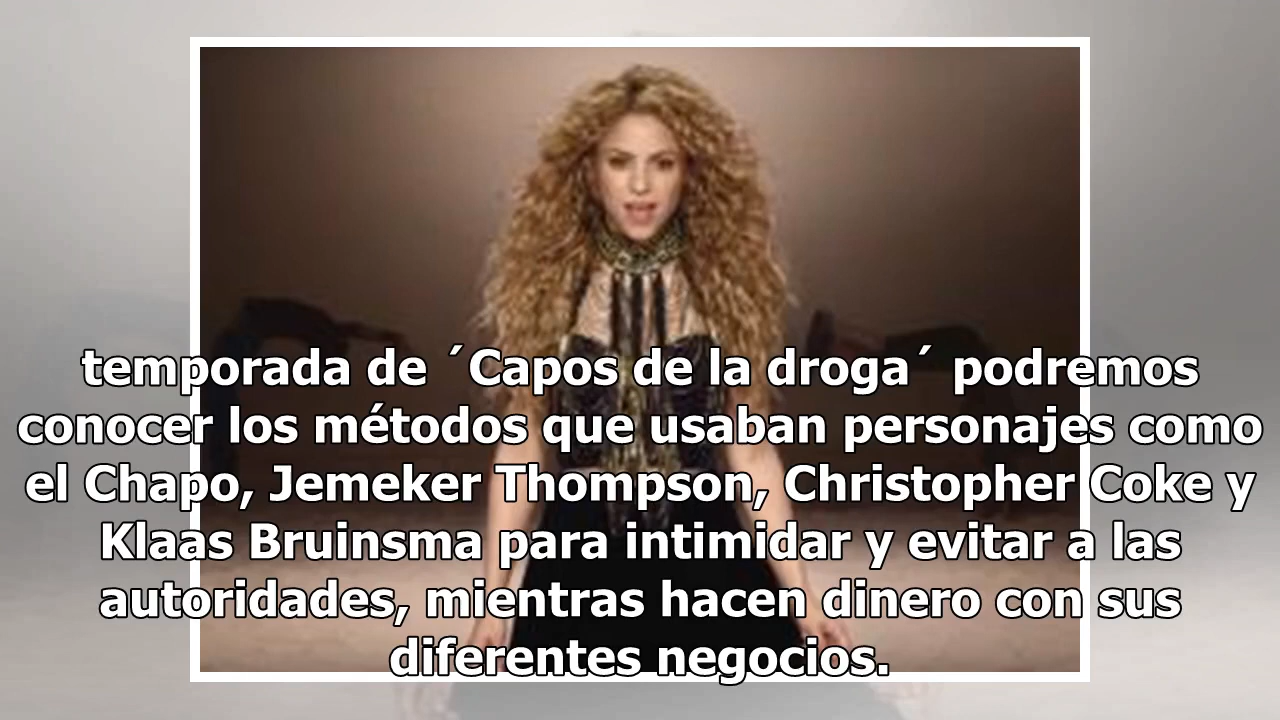 temporada de ´Capos de la droga´ podremos
conocer los métodos que usaban personajes como
el Chapo, Jemeker Thompson, Christopher Coke y
Klaas Bruinsma para intimidar y evitar a las
autoridades, mientras hacen dinero con sus
diferentes negocios.